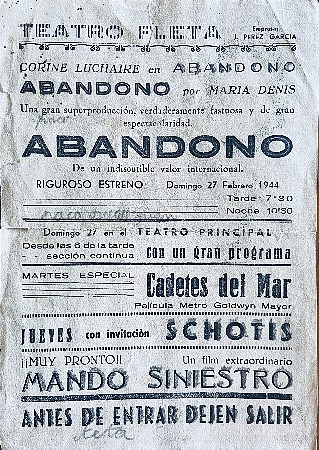 TEATRO FLETA
Empresa:
J. PEREZ GARCIA
CORINE LUCHAIRE en ABANDONO
ABANDONO por MARIA DENIS
Una gran superproducción, verdaderamente fastuosa y de gran
espectacularidad.
ABANDONO
De un indiscutible valor internacional.
RIGUROSO ESTRENO Domingo 27 Febrero 1944
Tarde 7'30
Noche 10'30
Domingo 27 en el TEATRO PRINCIPAL
Desde las 6 de la tarde
sección continua con un gran programa
MARTES ESPECIAL
Cadetes del Mar
Película Metro Goldwyn Mayor
JUEVES con invitación SCHOTIS
¡¡MUY PRONTO!! Un film extraordinario
MANDO SINIESTRO
ANTES DE ENTRAR DEJEN SALIR